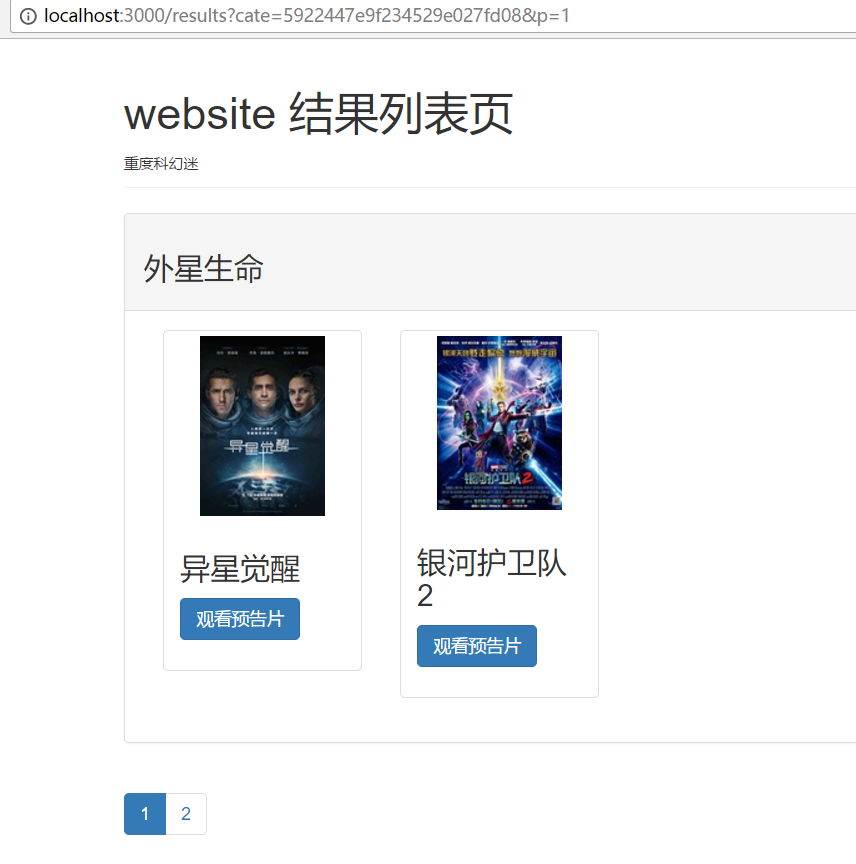 localhost:3000/results?cate=5922447e9f234529e027fd08&p=1
website 结果列表页
重度科幻迷
外星生命
异星觉醒
银河护卫队2
异星觉醒
观看预告片
银河护卫队
2
观看预告片
1 2